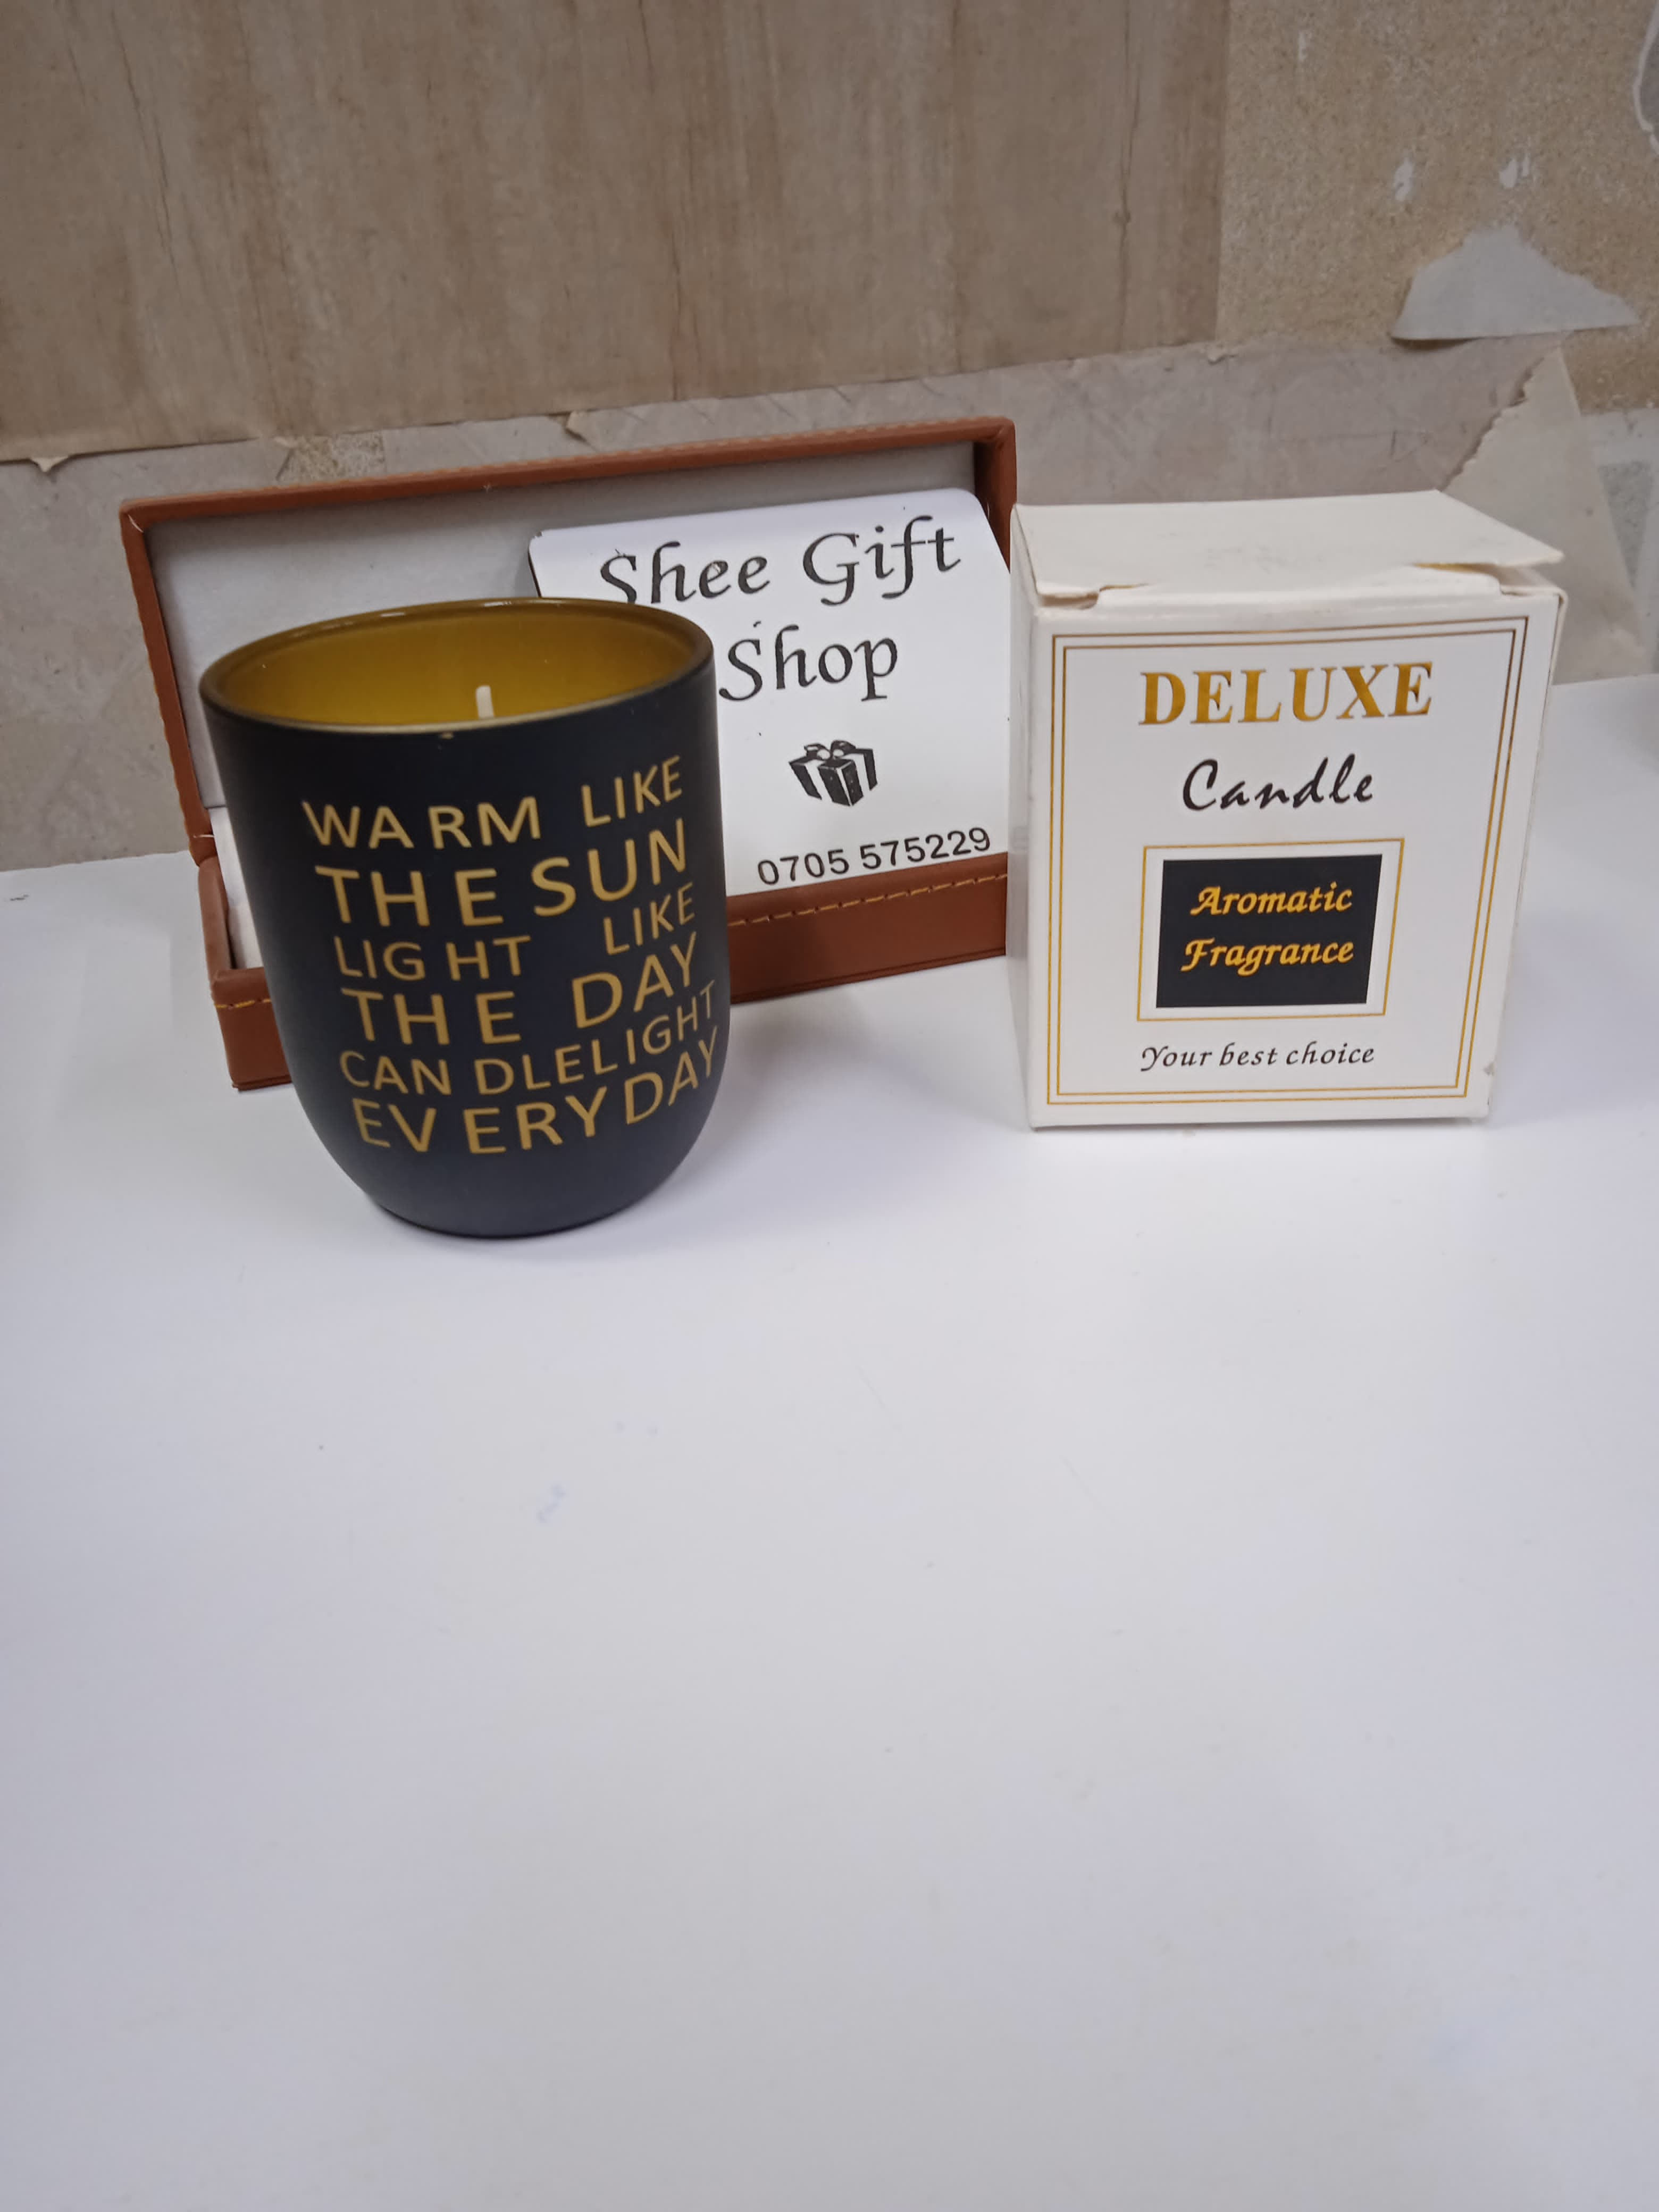 WARM LIKE
THE SUN
LIGHT LIKE
THE DAY
CANDLELIGHT
EVERYDAY
Shee Gift
Shop
0705 575229
DELUXE
Candle
Aromatic
Fragrance
Your best choice